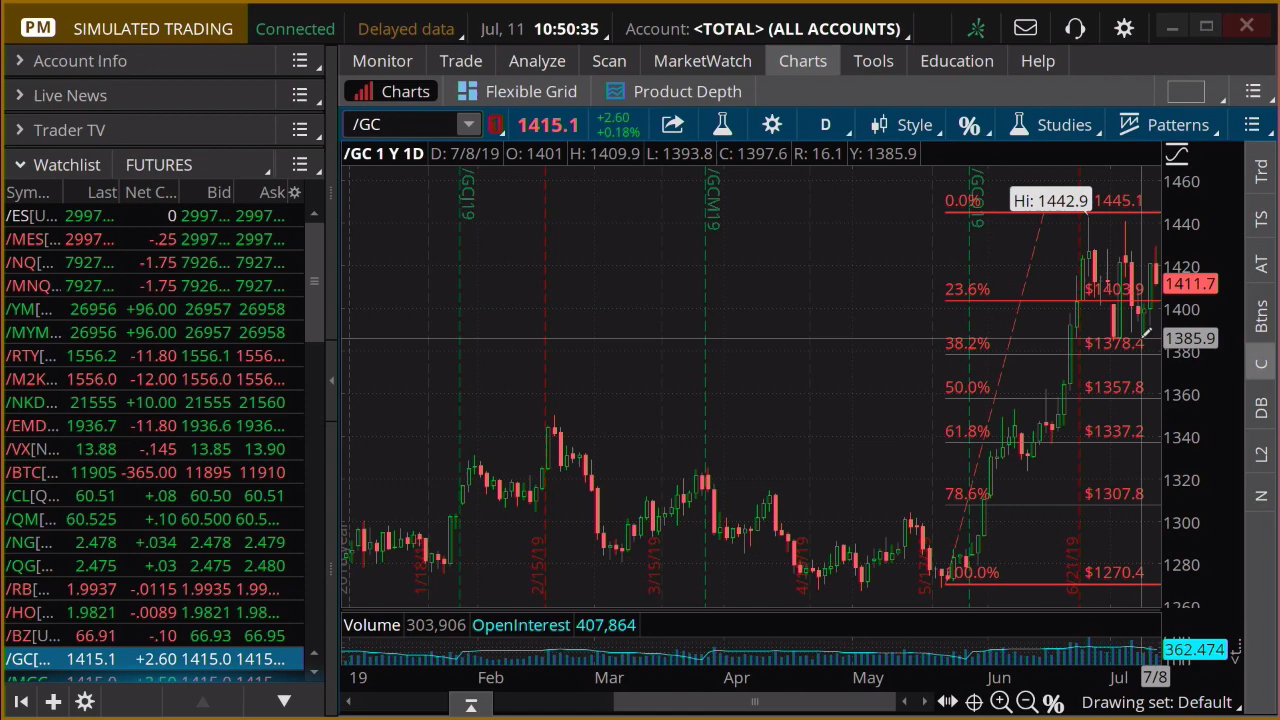 PM SIMULATED TRADING Connected Delayed data Jul, 11 10:50:35 Account: <TOTAL> (ALL ACCOUNTS)
Account Info
Live News
Trader TV
Watchlist FUTURES
Sym... Last Net C... Bid Ask
/ES[U... 2997... 0 2997... 2997...
/MES[... 2997... -.25 2997... 2997...
/NQ[... 7927... -1.75 7926... 7927...
/MNQ... 7927... -1.75 7926... 7927...
/YM[... 26956 +96.00 26956 26958
/MYM... 26956 +96.00 26956 26958
/RTY[... 1556.2 -11.80 1556.1 1556...
/M2K... 1556.0 -12.00 1556.0 1556...
/NKD... 21555 +10.00 21555 21560
/EMD... 1936.7 -11.80 1936.6 1936...
/VX[N... 13.88 -.145 13.85 13.90
/BTC[... 11905 -365.00 11895 11910
/CL[Q... 60.51 +.08 60.50 60.51
/QM[... 60.525 +.10 60.500 60.5...
/NG[... 2.478 +.034 2.478 2.479
/QG[... 2.475 +.03 2.475 2.480
/RB[... 1.9937 -.0115 1.9935 1.99...
/HO[... 1.9821 -.0089 1.9820 1.98...
/BZ[U... 66.91 -.10 66.93 66.95
/GC[... 1415.1 +2.60 1415.0 1415...
Monitor Trade Analyze Scan MarketWatch Charts Tools Education Help
Charts Flexible Grid Product Depth
/GC 1415.1 +2.60 +0.18% D Style % Studies Patterns
/GC 1 Y 1D D: 7/8/19 O: 1401 H: 1409.9 L: 1393.8 C: 1397.6 R: 16.1 Y: 1385.9
/GCJ19
/GCM19
0.0% Hi: 1442.9 $1445.1
23.6% $1403.9
38.2% $1378.4
50.0% $1357.8
61.8% $1337.2
78.6% $1307.8
100.0% $1270.4
2/15/19
3/15/19
6/21/19
1460
1440
1420
1411.7
1400
1385.9
1380
1360
1340
1320
1300
1280
1260
Volume 303,906 OpenInterest 407,864
362.474
19 Feb Mar Apr May Jun Jul 7/8
% Drawing set: Default
Trd
TS
AT
Btns
C
DB
L2
N